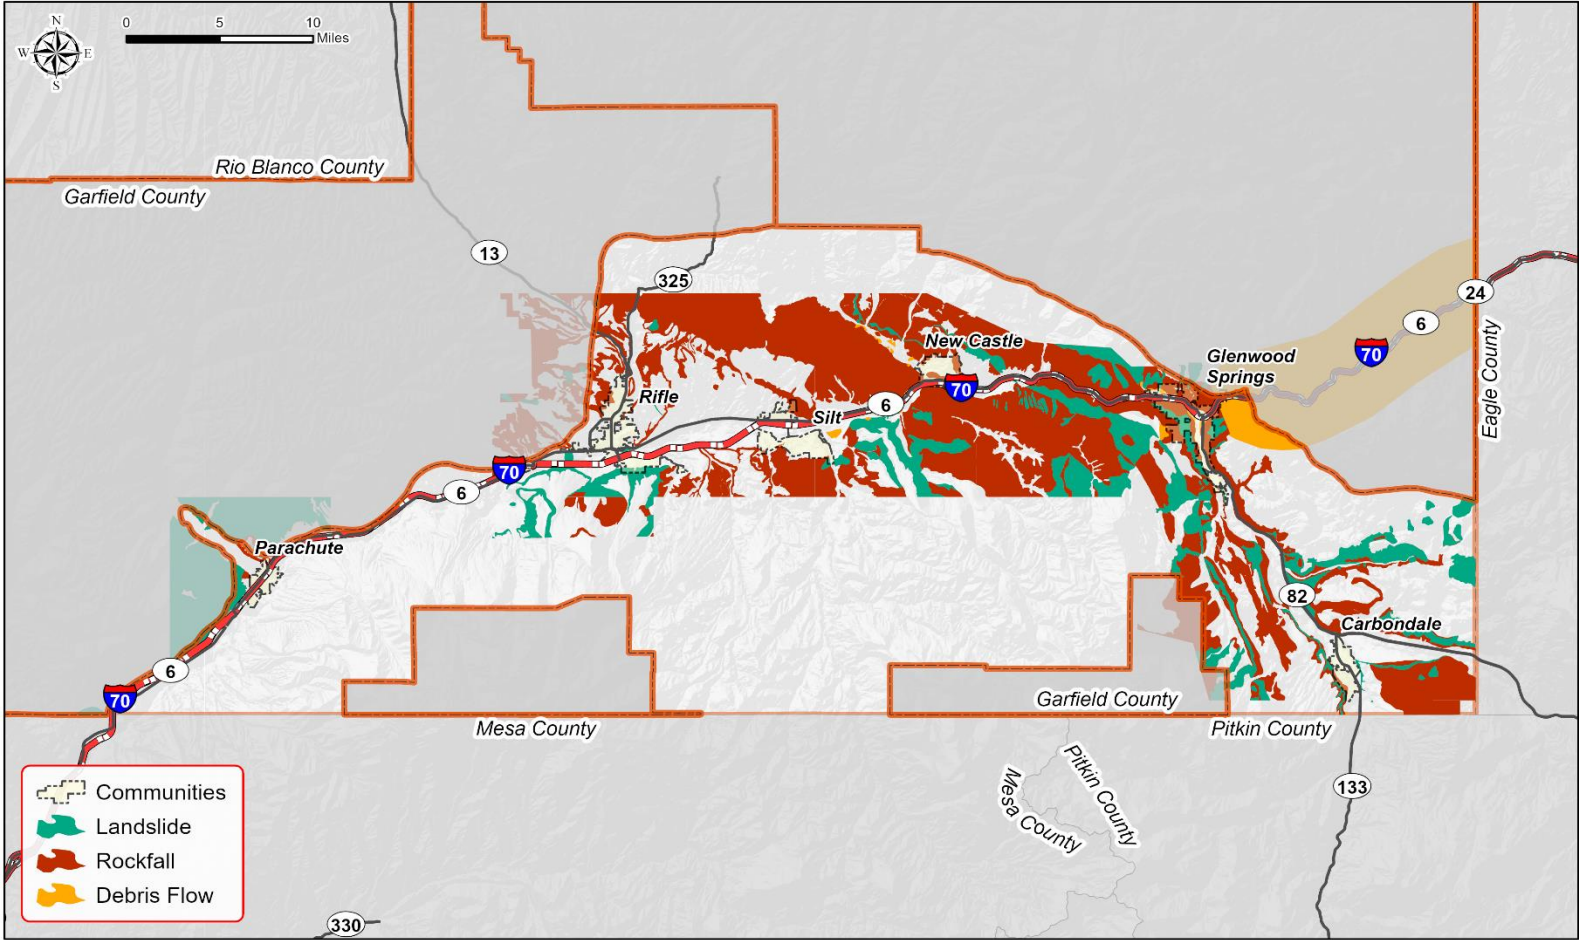 N
W E
S
0 5 10
Miles
Rio Blanco County
Garfield County
13
325
24
6
70
New Castle
Glenwood
Springs
Eagle County
Rifle
70
6
Silt
70
6
Parachute
82
Carbondale
6
70
Garfield County
Mesa County
Pitkin County
Pitkin County
Mesa County
133
330
Communities
Landslide
Rockfall
Debris Flow